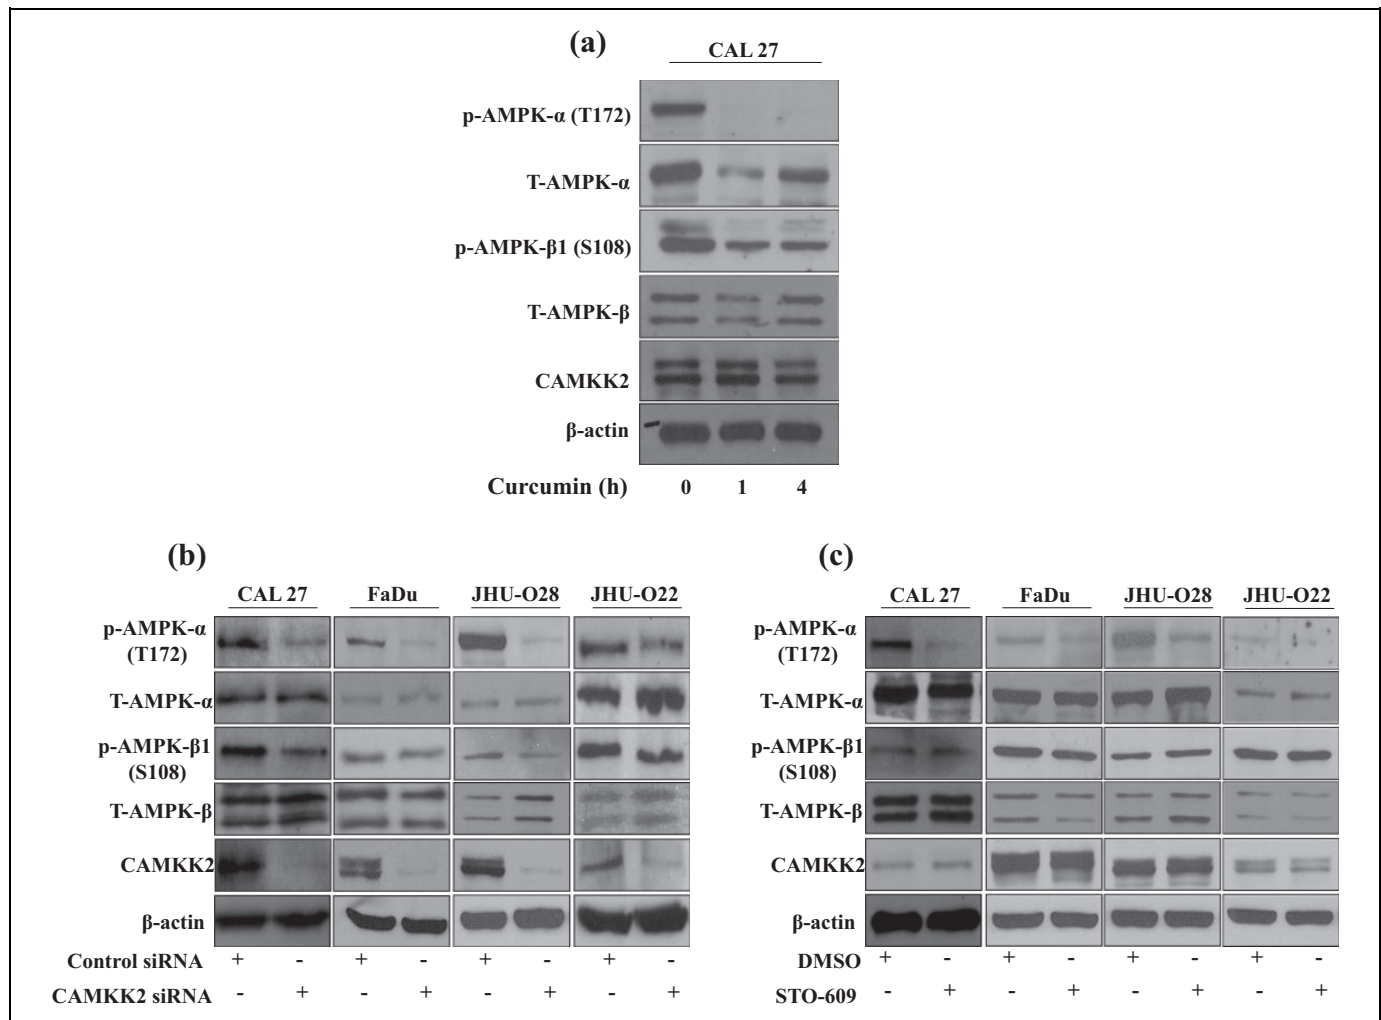 (a)
CAL 27
p-AMPK-α (T172)
T-AMPK-α
p-AMPK-β1 (S108)
T-AMPK-β
CAMKK2
β-actin
Curcumin (h) 0 1 4
(b)
CAL 27 FaDu JHU-O28 JHU-O22
p-AMPK-α
(T172)
T-AMPK-α
p-AMPK-β1
(S108)
T-AMPK-β
CAMKK2
β-actin
Control siRNA + - + - + - + -
CAMKK2 siRNA - + - + - + - +
(c)
CAL 27 FaDu JHU-O28 JHU-O22
p-AMPK-α
(T172)
T-AMPK-α
p-AMPK-β1
(S108)
T-AMPK-β
CAMKK2
β-actin
DMSO + - + - + - + -
STO-609 - + - + - + - +